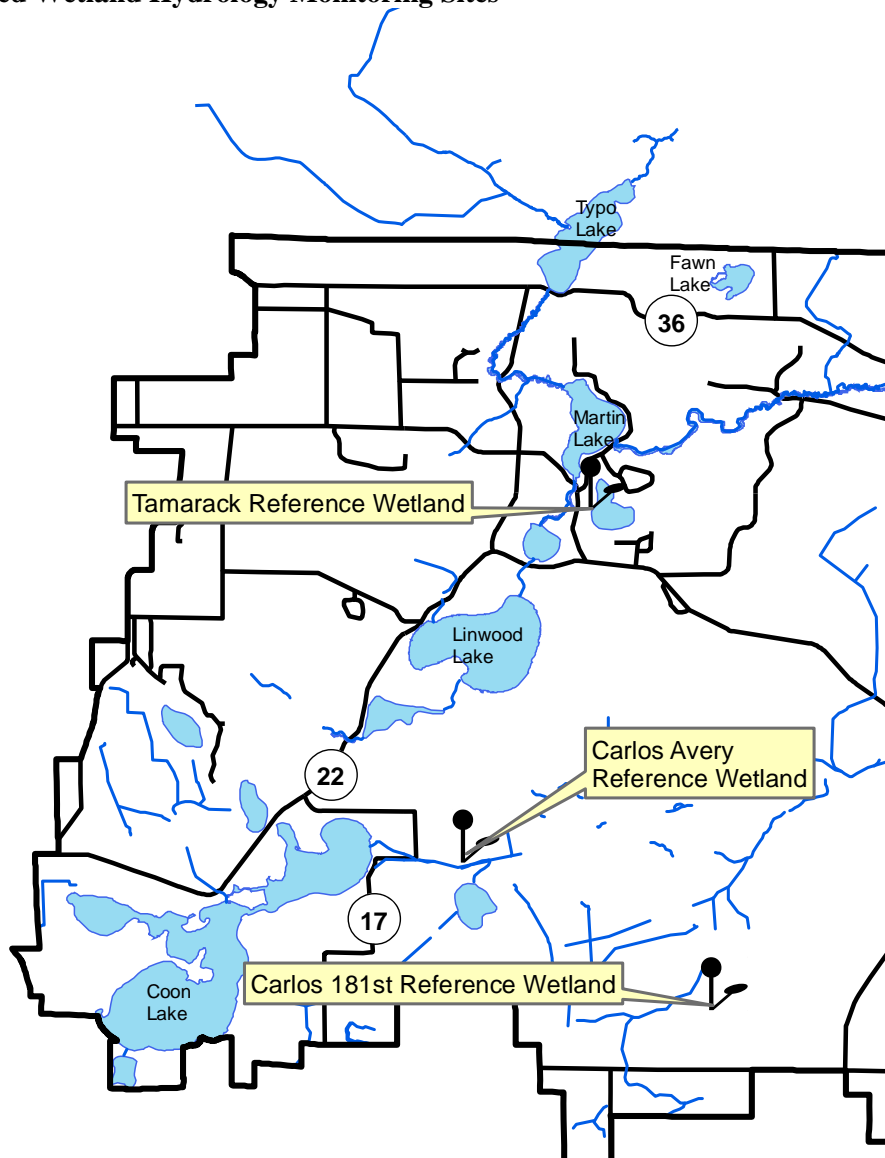 ed Wetland Hydrology Monitoring Sites
Typo
Lake
Fawn
Lake
36
Martin
Lake
Tamarack Reference Wetland
Linwood
Lake
Carlos Avery
Reference Wetland
22
17
Carlos 181st Reference Wetland
Coon
Lake